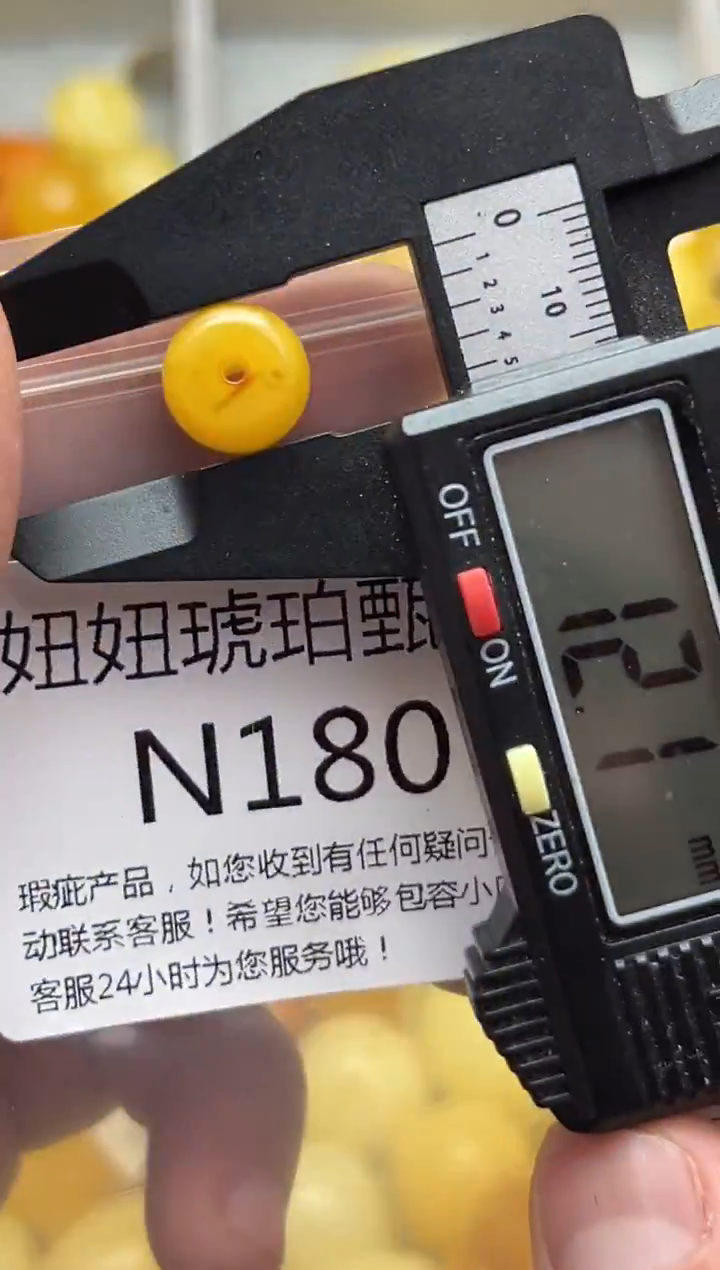 0
1 2 3 4 5
10
OFF
ON
ZERO
12.1
mm
妞妞琥珀甄
N180
瑕疵产品，如您收到有任何疑问
动联系客服！希望您能够包容小
客服24小时为您服务哦！